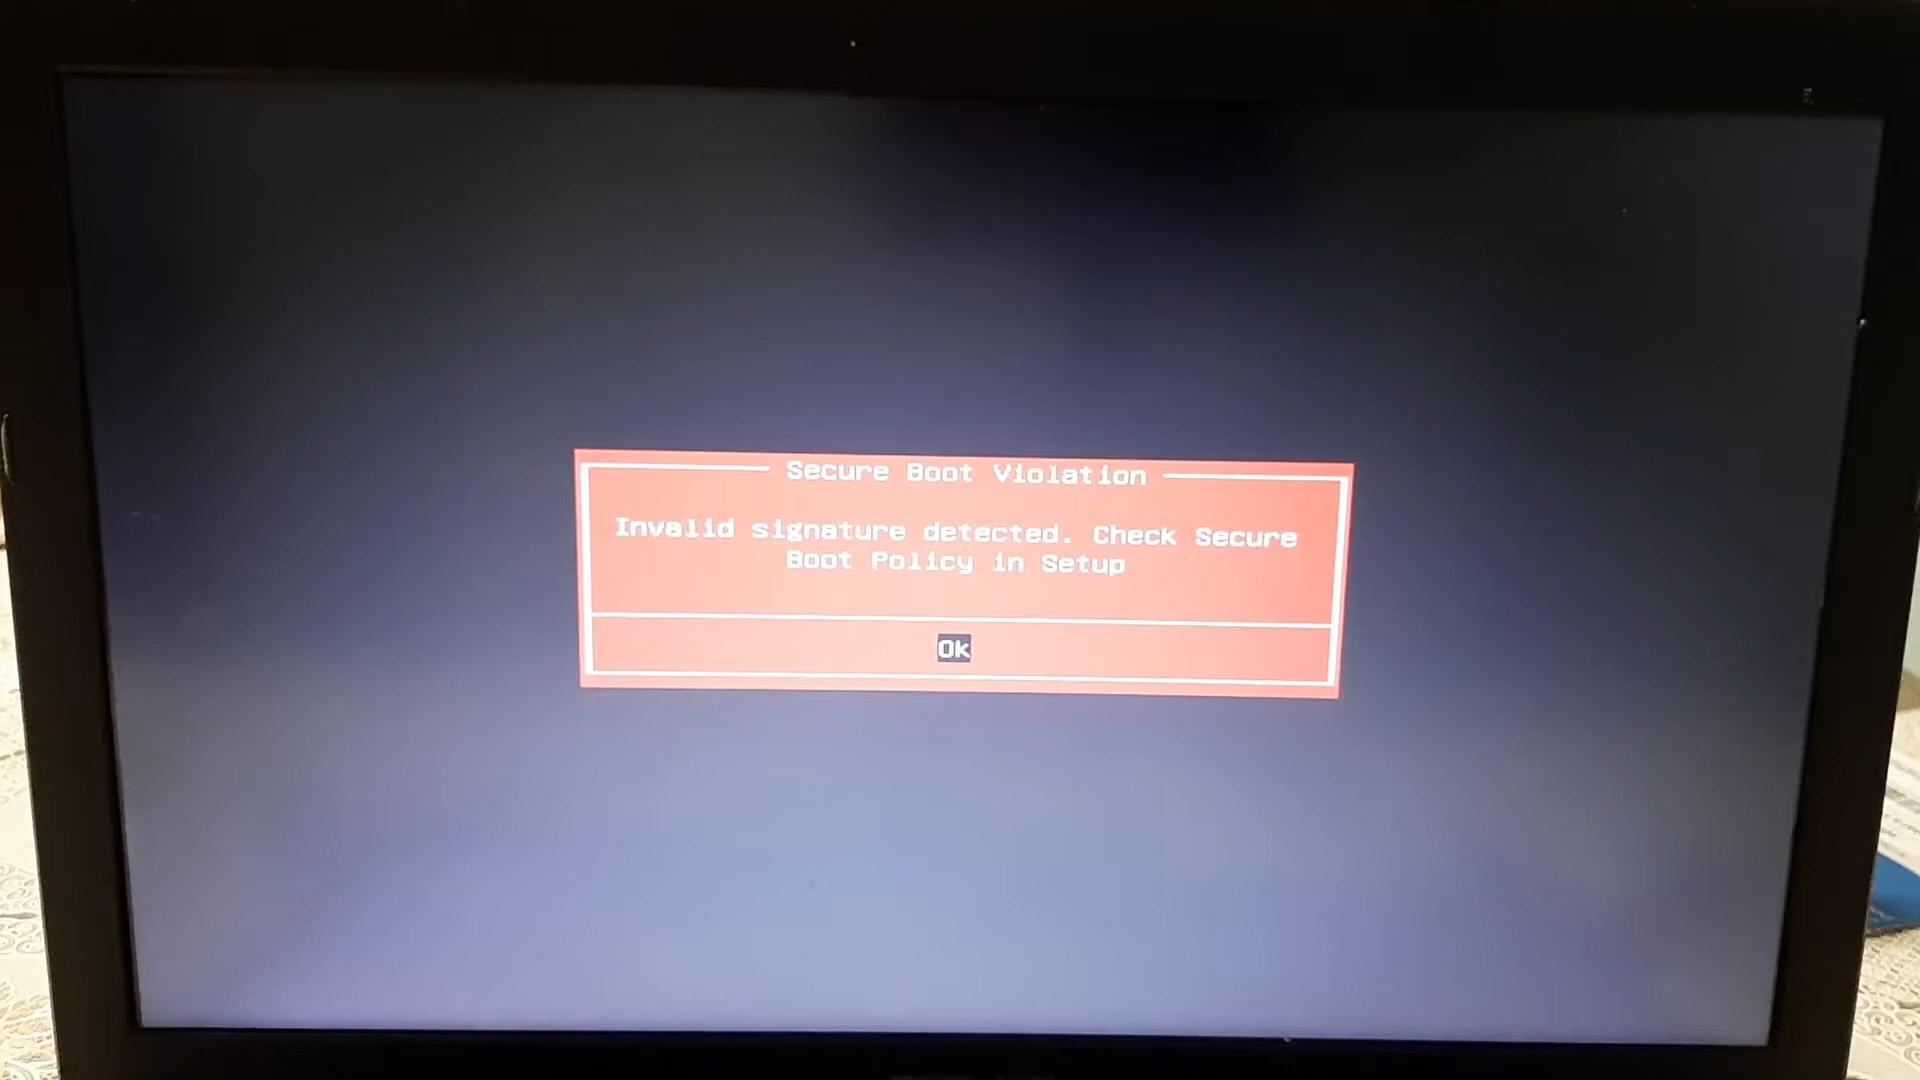 Secure Boot Violation
Invalid signature detected. Check Secure
Boot Policy in Setup
Ok